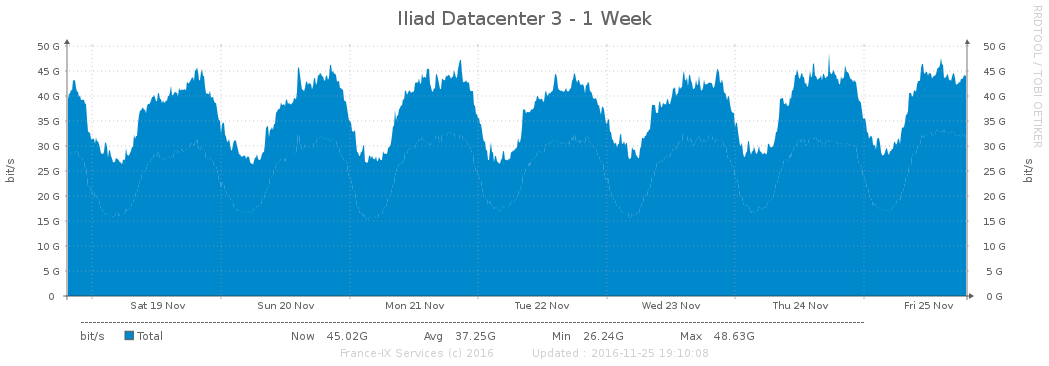 Iliad Datacenter 3 - 1 Week
RRDTOOL / TOBI OETIKER
50 G 50 G
45 G 45 G
40 G 40 G
35 G 35 G
30 G 30 G
25 G 25 G
20 G 20 G
15 G 15 G
10 G 10 G
5 G 5 G
0 0 G
bit/s bit/s
Sat 19 Nov Sun 20 Nov Mon 21 Nov Tue 22 Nov Wed 23 Nov Thu 24 Nov Fri 25 Nov
bit/s Total Now 45.02G Avg 37.25G Min 26.24G Max 48.63G
France-IX Services (c) 2016 Updated : 2016-11-25 19:10:08